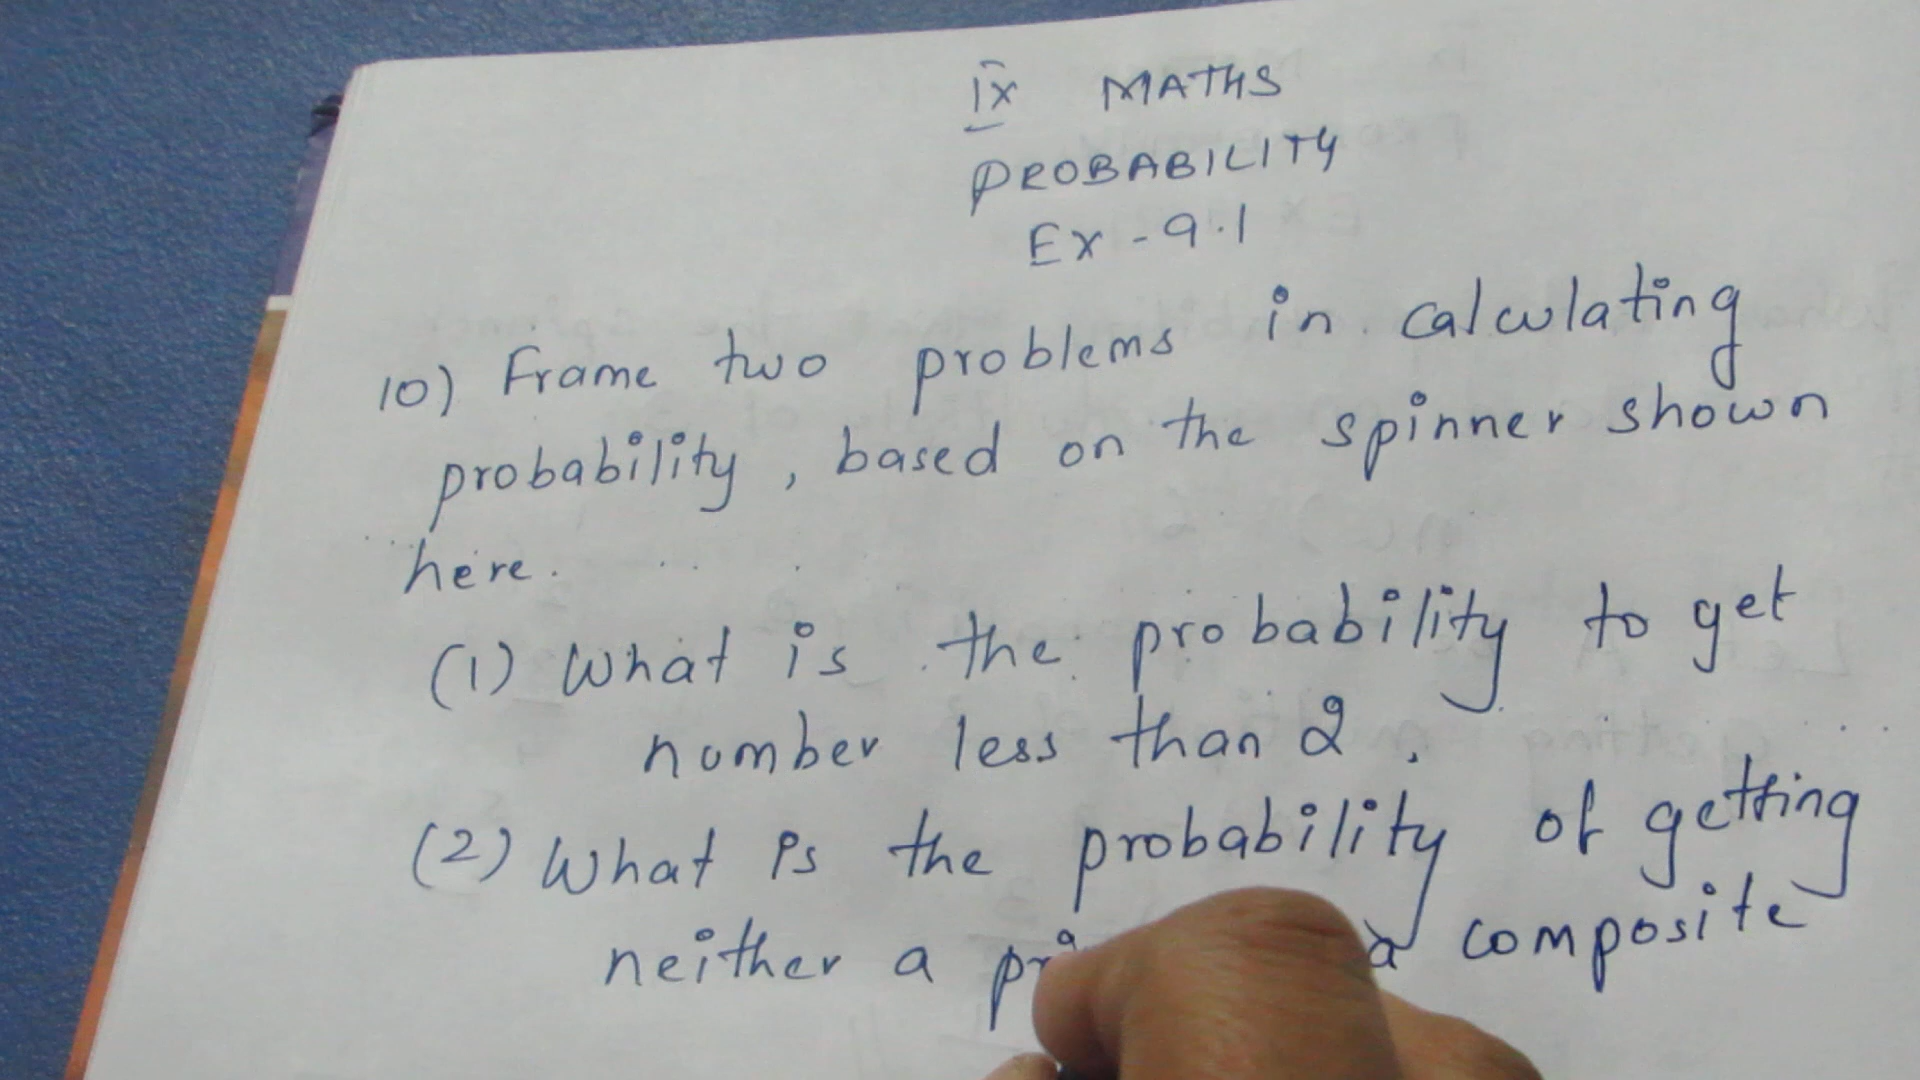 IX MATHS
PROBABILITY
Ex - 9.1
10) Frame two problems in calculating
probability, based on the spinner shown
here.
(1) What is the probability to get
number less than 2.
(2) What is the probability of getting
neither a a composite